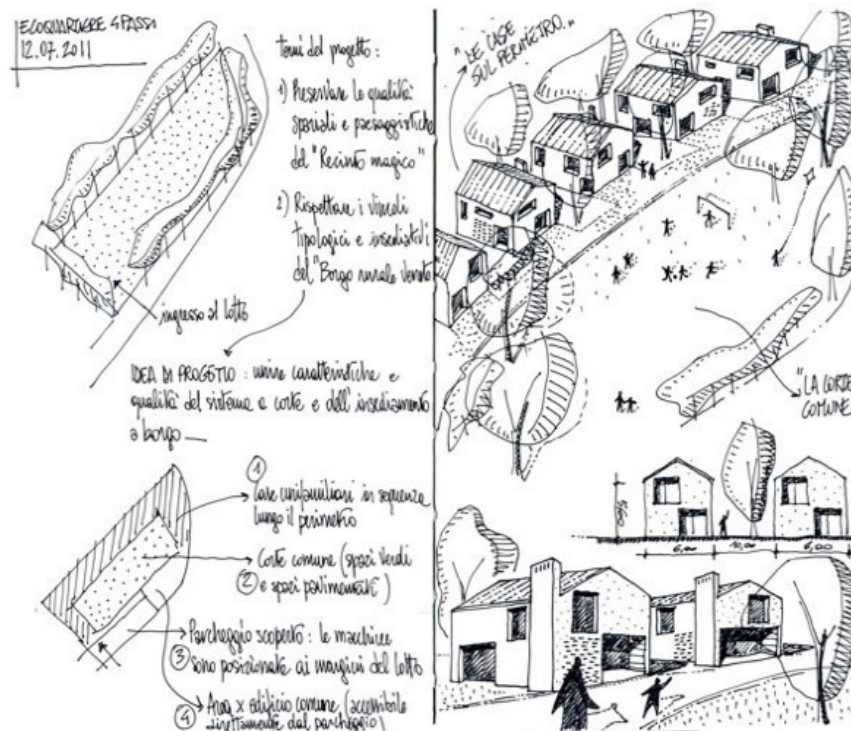 ECOQUARTIERE 4 PASSI
12.07.2011
temi del progetto:
1) Preservare le qualità
spaziali e paesaggistiche
del "Recinto magico"
2) Rispettare i vincoli
tipologici e insediativi
del "Borgo rurale veneto
ingresso al lotto
IDEA DI PROGETTO : unire caratteristiche e
qualità del sistema a corte e dell'insediamento
a borgo
1
Case unifamiliari in sequenza
lungo il perimetro
Corte comune (spazi verdi
2
e spazi pavimentati)
Parcheggio scoperto: le macchine
3
sono posizionate ai margini del lotto
4
Area x edificio comune (accessibile
direttamente dal parcheggio)
"LE CASE
SUL PERIMETRO."
"LA CORTE
COMUNE
6,00
10,00
6,00